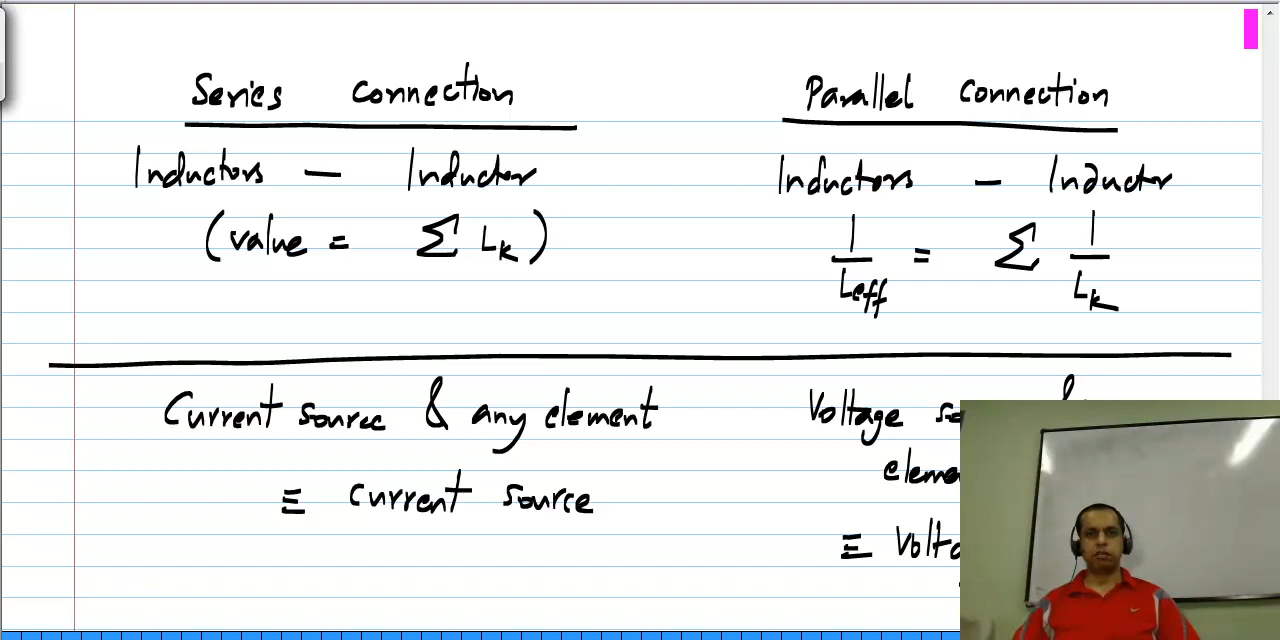 Series connection
Parallel connection
Inductors — Inductor
(value = Σ Lk)
Inductors — Inductor
1/Leff = Σ 1/Lk
Current source & any element
≡ current source
Voltage &
≡